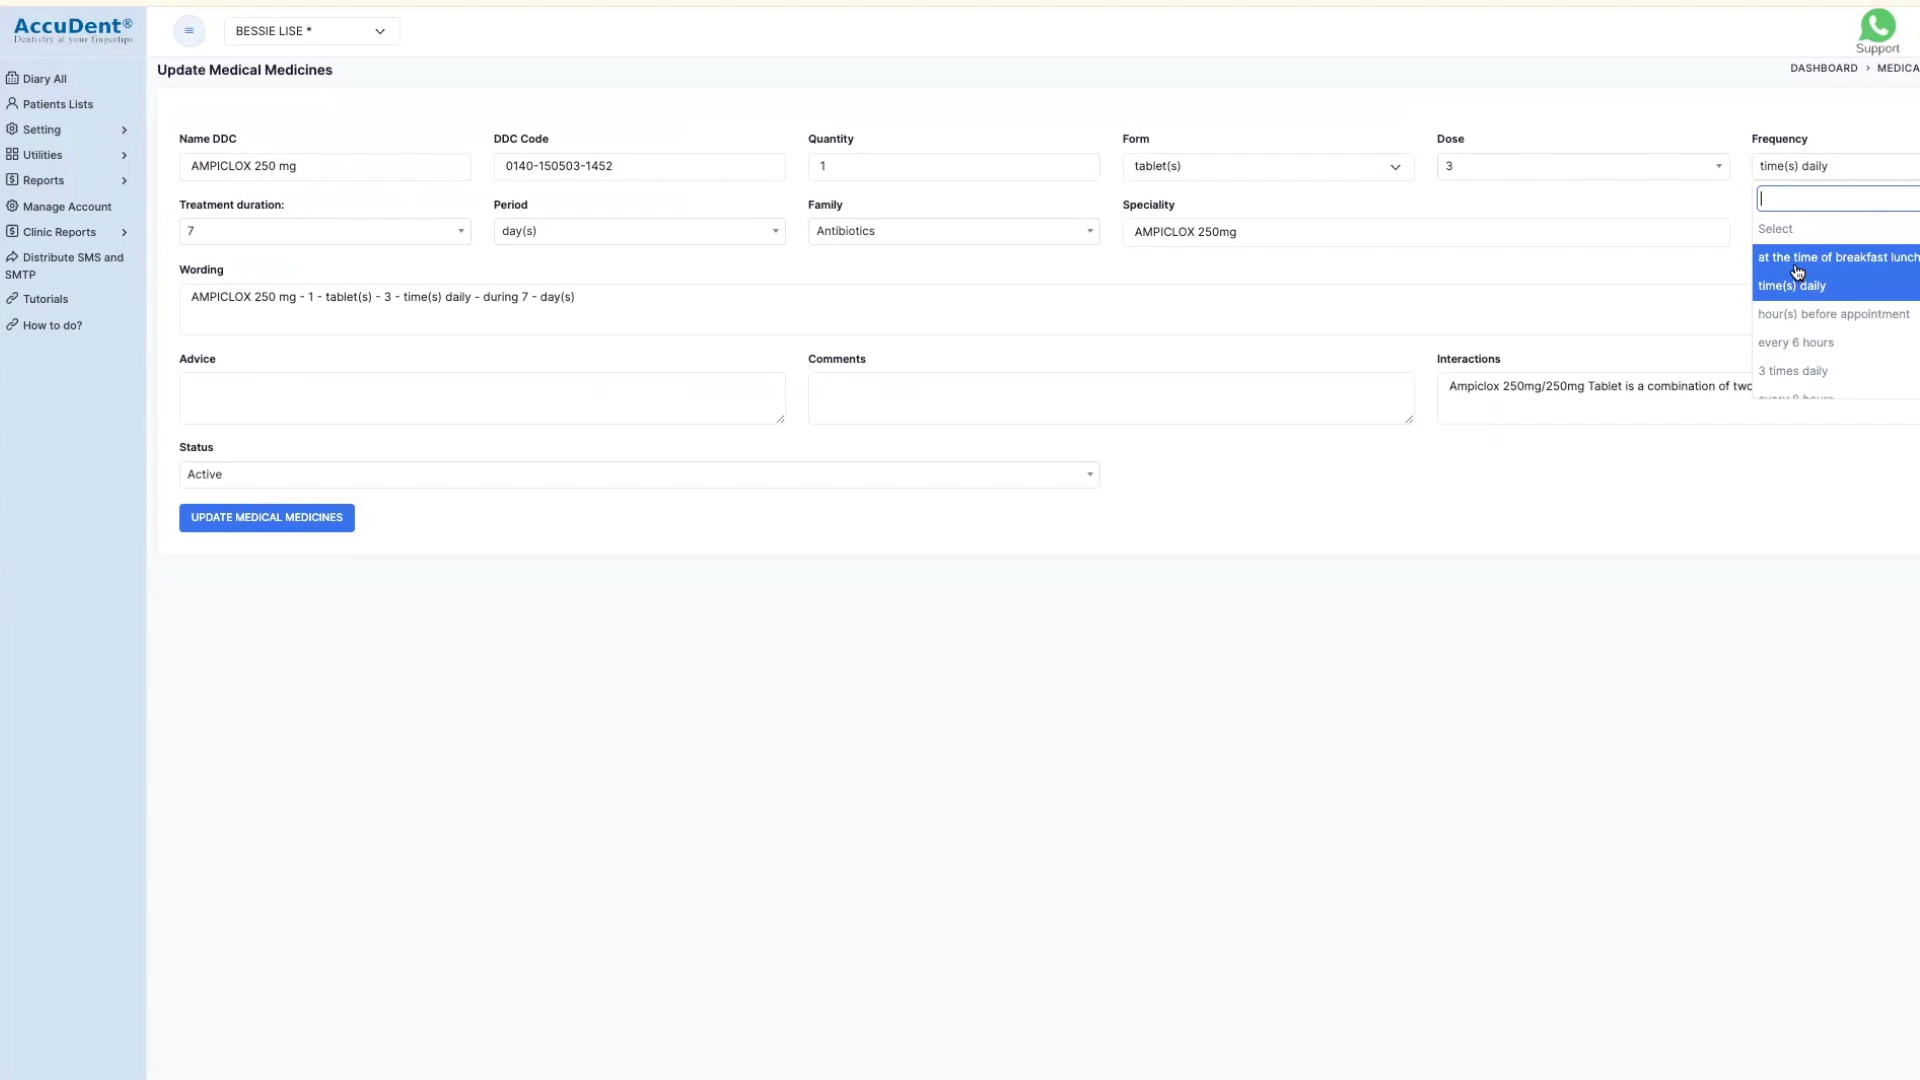 AccuDent®
Dentistry at your fingertips
BESSIE LISE *
Support
Diary All
Patients Lists
Setting
Utilities
Reports
Manage Account
Clinic Reports
Distribute SMS and
SMTP
Tutorials
How to do?
Update Medical Medicines
DASHBOARD > MEDICA
Name DDC
DDC Code
Quantity
Form
Dose
Frequency
AMPICLOX 250 mg
0140-150503-1452
1
tablet(s)
3
time(s) daily
Treatment duration:
Period
Family
Speciality
7
day(s)
Antibiotics
AMPICLOX 250mg
Select
at the time of breakfast lunch
time(s) daily
hour(s) before appointment
every 6 hours
3 times daily
Wording
AMPICLOX 250 mg - 1 - tablet(s) - 3 - time(s) daily - during 7 - day(s)
Advice
Comments
Interactions
Ampiclox 250mg/250mg Tablet is a combination of two
Status
Active
UPDATE MEDICAL MEDICINES